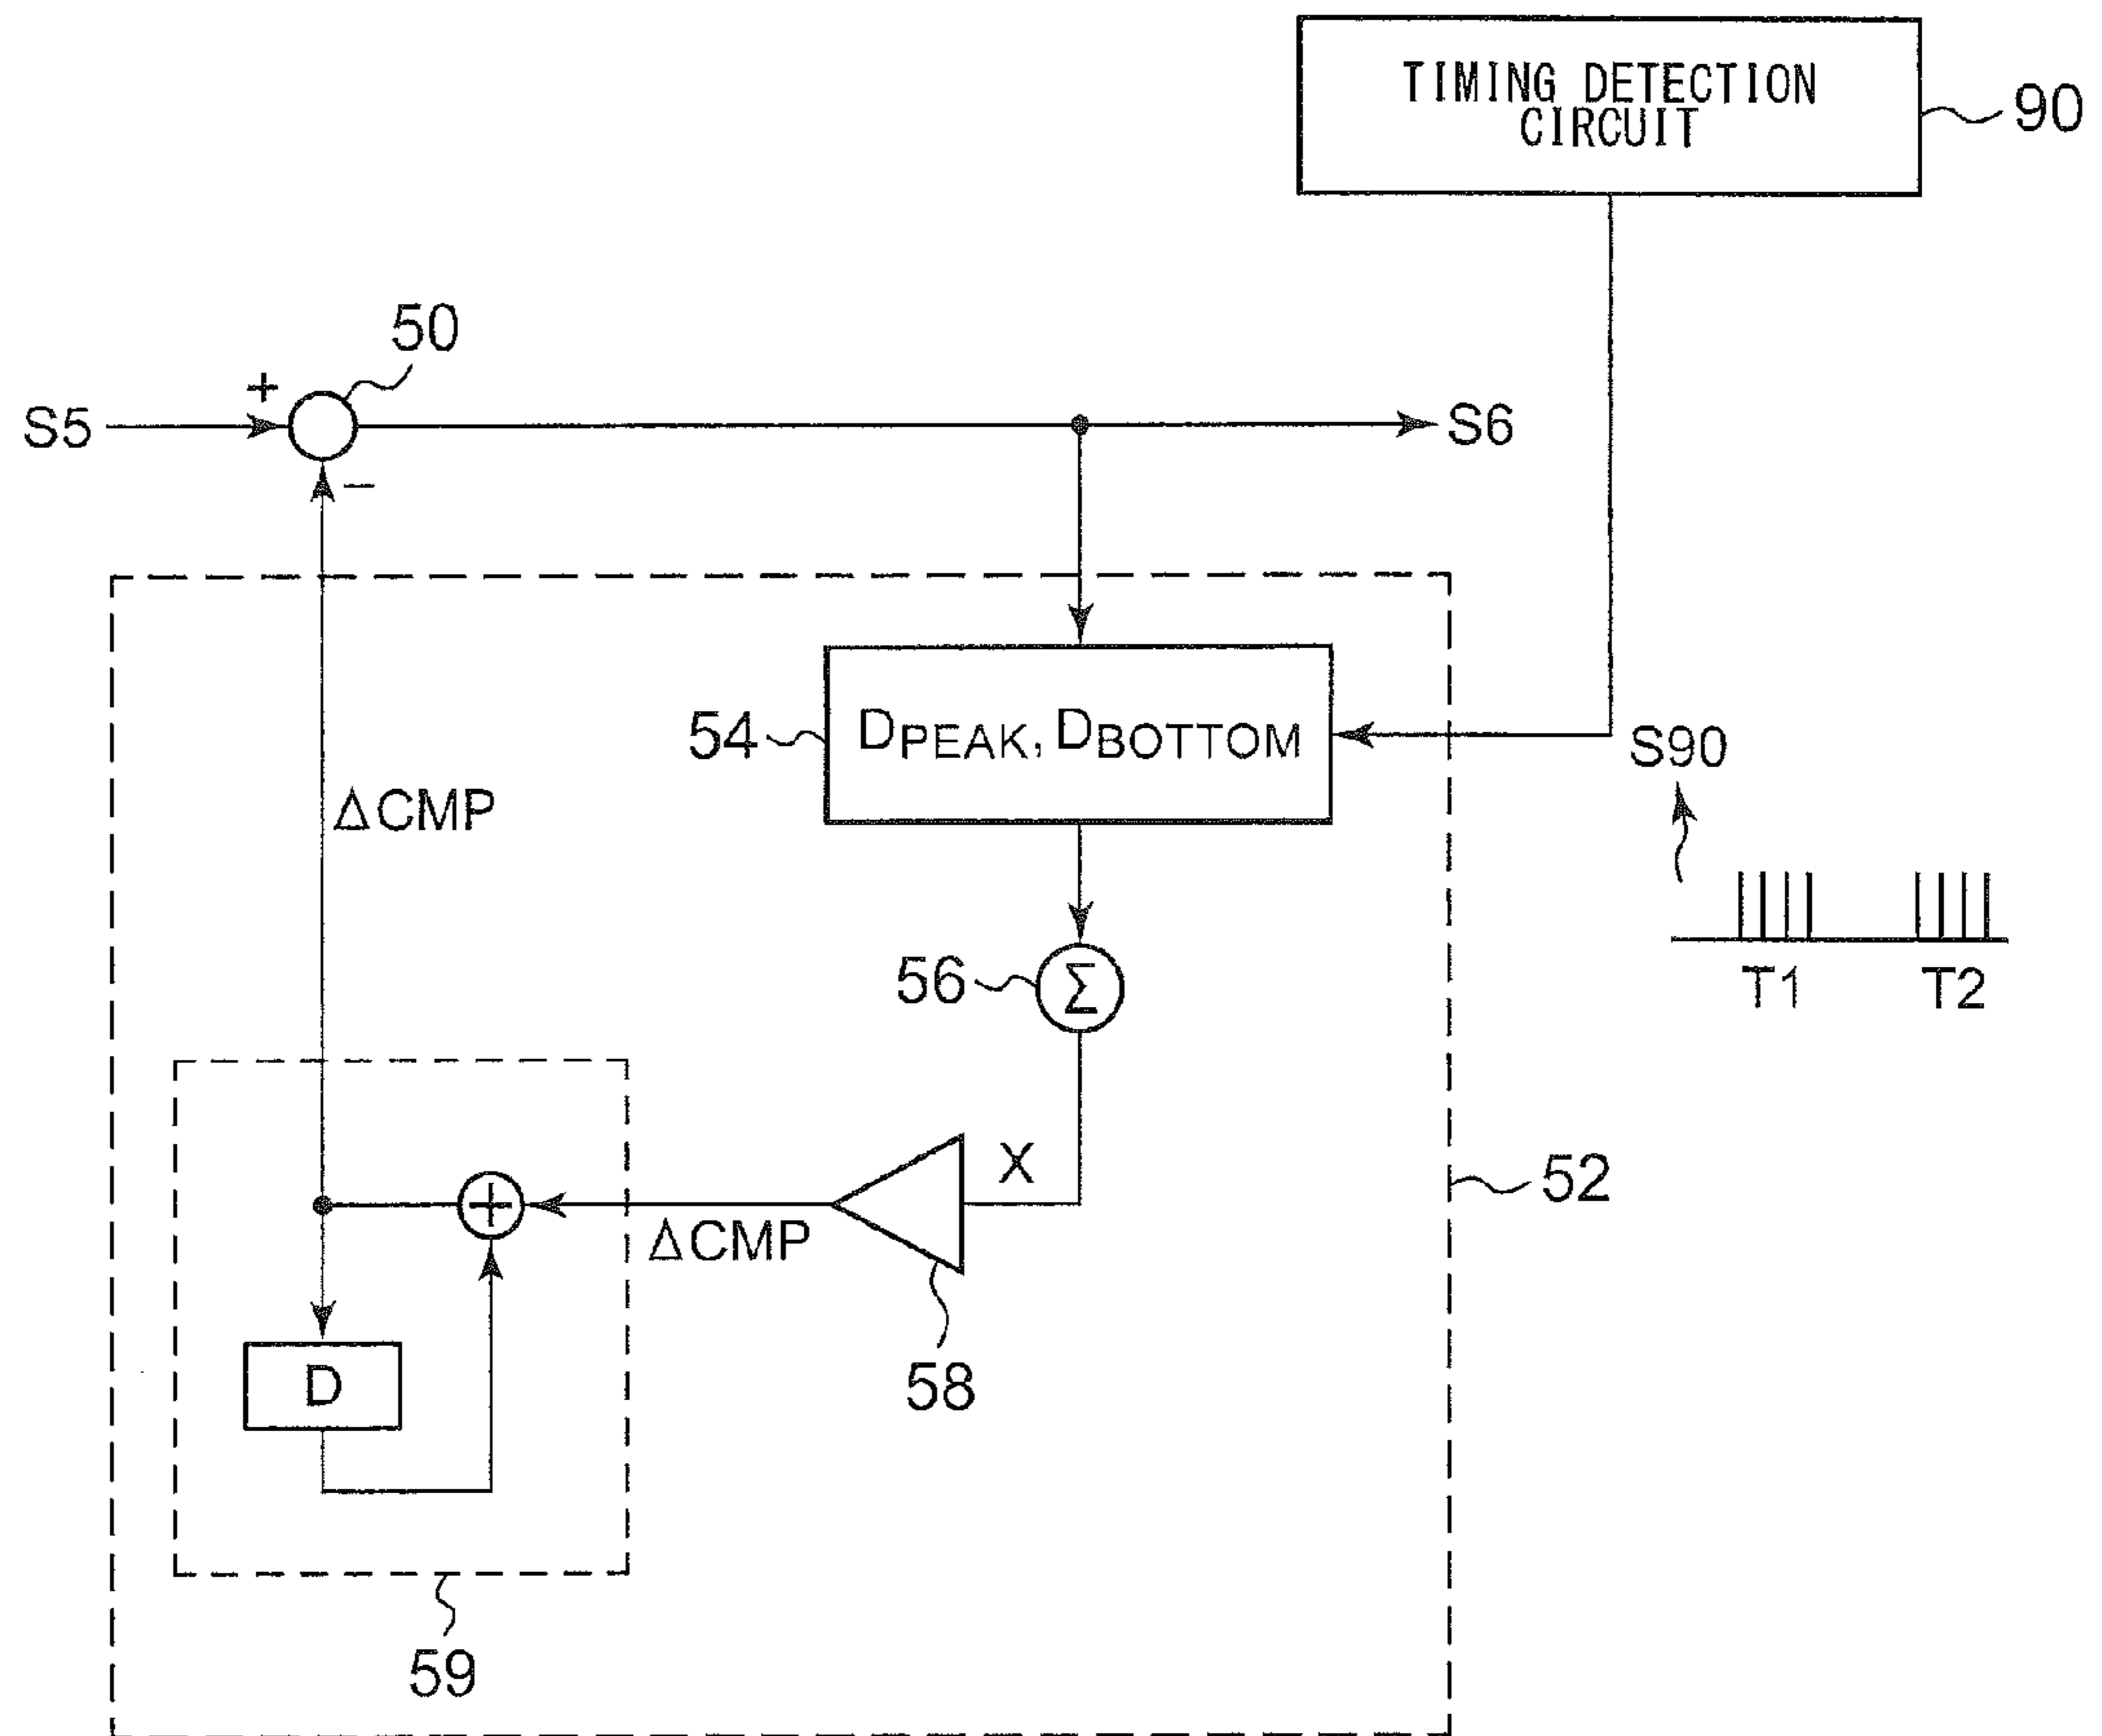 TIMING DETECTION
CIRCUIT
90
50
+
S5
S6
−
54
DPEAK, DBOTTOM
S90
ΔCMP
56
Σ
T1 T2
X
52
+
ΔCMP
58
D
59